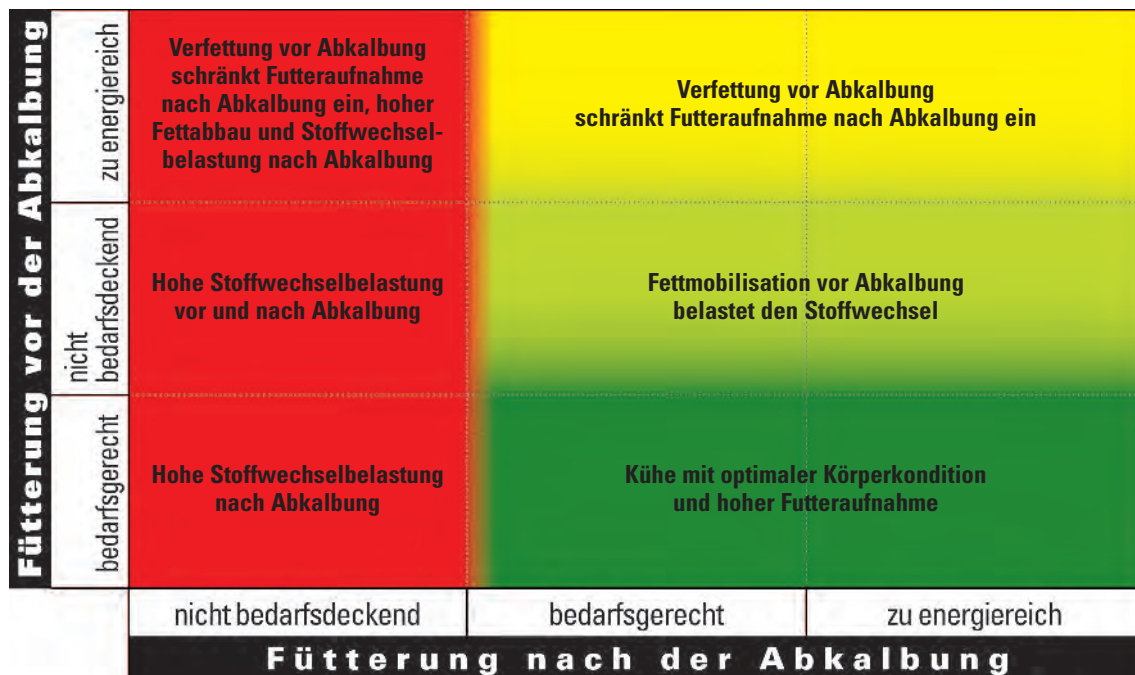 Fütterung vor der Abkalbung
zu energiereich
Verfettung vor Abkalbung
schränkt Futteraufnahme
nach Abkalbung ein, hoher
Fettabbau und Stoffwechsel-
belastung nach Abkalbung
Verfettung vor Abkalbung
schränkt Futteraufnahme nach Abkalbung ein
nicht
bedarfsdeckend
Hohe Stoffwechselbelastung
vor und nach Abkalbung
Fettmobilisation vor Abkalbung
belastet den Stoffwechsel
bedarfsgerecht
Hohe Stoffwechselbelastung
nach Abkalbung
Kühe mit optimaler Körperkondition
und hoher Futteraufnahme
nicht bedarfsdeckend
bedarfsgerecht
zu energiereich
Fütterung nach der Abkalbung